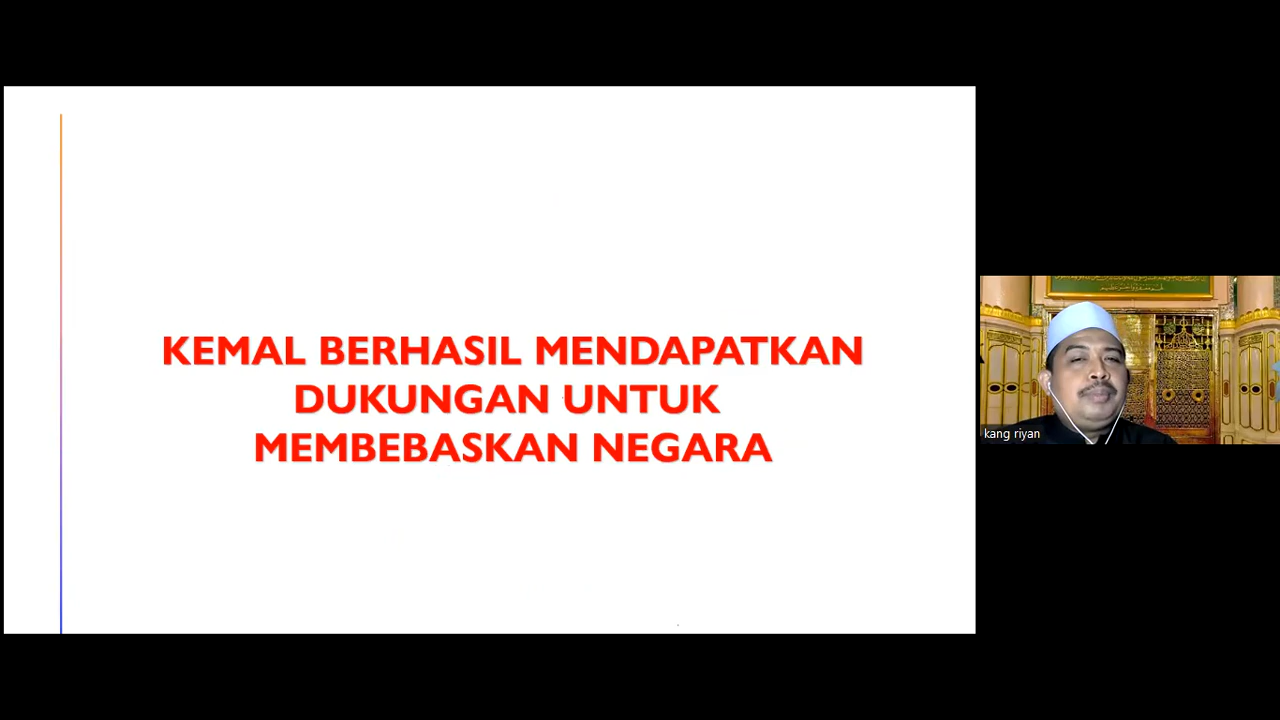 KEMAL BERHASIL MENDAPATKAN
DUKUNGAN UNTUK
MEMBEBASKAN NEGARA
kang riyan